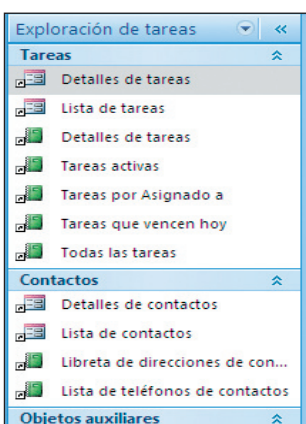 Exploración de tareas
Tareas
Detalles de tareas
Lista de tareas
Detalles de tareas
Tareas activas
Tareas por Asignado a
Tareas que vencen hoy
Todas las tareas
Contactos
Detalles de contactos
Lista de contactos
Libreta de direcciones de con...
Lista de teléfonos de contactos
Objetos auxiliares